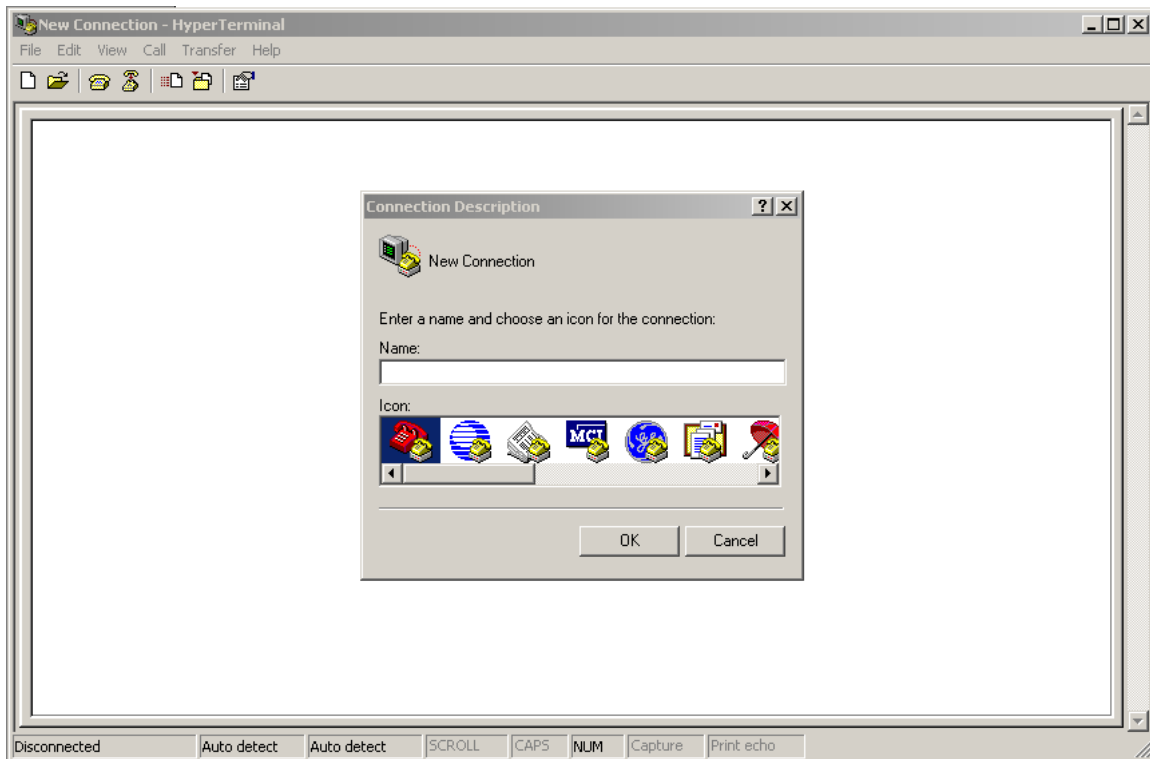 New Connection - HyperTerminal
File Edit View Call Transfer Help
Connection Description
New Connection
Enter a name and choose an icon for the connection:
Name:
Icon:
MCI
OK Cancel
Disconnected Auto detect Auto detect SCROLL CAPS NUM Capture Print echo